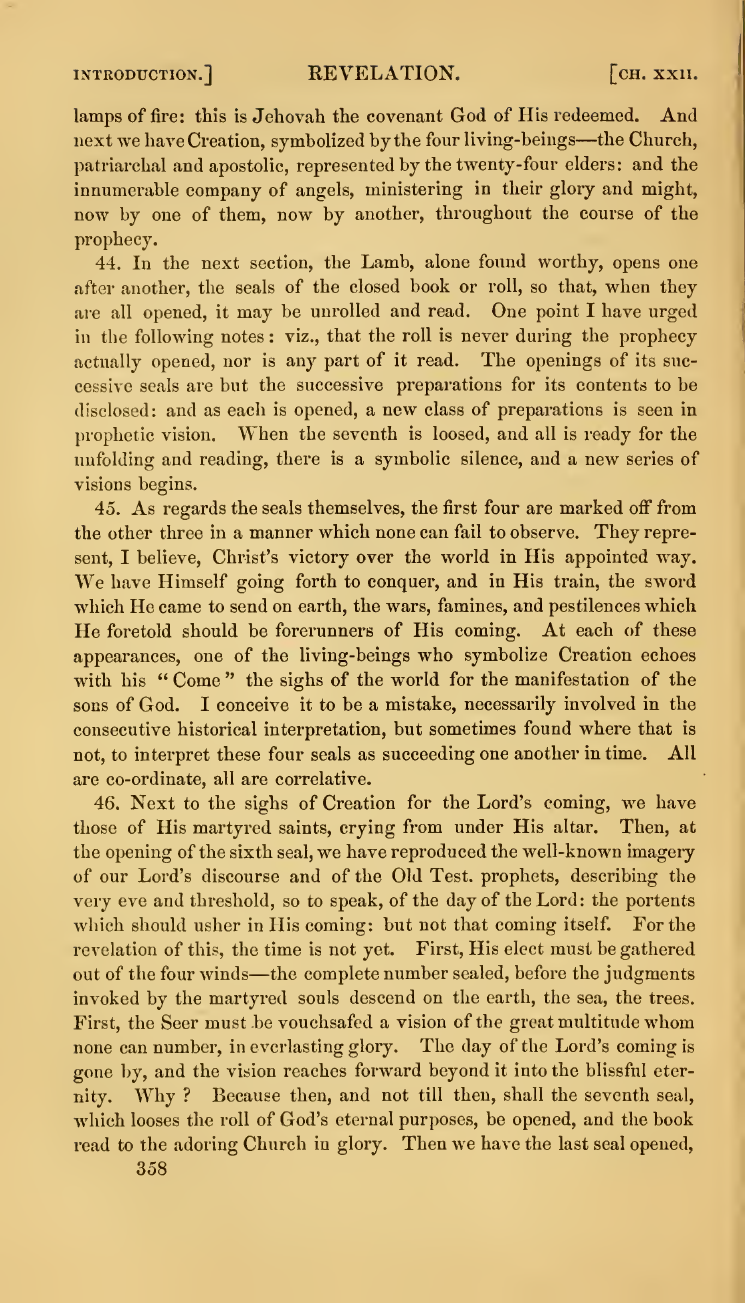 INTRODUCTION.] REVELATION. [CH. XXII.
lamps of fire: this is Jehovah the covenant God of His redeemed. And
next we have Creation, symbolized by the four living-beings—the Church,
patriarchal and apostolic, represented by the twenty-four elders: and the
innumerable company of angels, ministering in their glory and might,
now by one of them, now by another, throughout the course of the
prophecy.
44. In the next section, the Lamb, alone found worthy, opens one
after another, the seals of the closed book or roll, so that, when they
are all opened, it may be unrolled and read. One point I have urged
in the following notes: viz., that the roll is never during the prophecy
actually opened, nor is any part of it read. The openings of its suc-
cessive seals are but the successive preparations for its contents to be
disclosed: and as each is opened, a new class of preparations is seen in
prophetic vision. When the seventh is loosed, and all is ready for the
unfolding and reading, there is a symbolic silence, and a new series of
visions begins.
45. As regards the seals themselves, the first four are marked off from
the other three in a manner which none can fail to observe. They repre-
sent, I believe, Christ's victory over the world in His appointed way.
We have Himself going forth to conquer, and in His train, the sword
which He came to send on earth, the wars, famines, and pestilences which
He foretold should be forerunners of His coming. At each of these
appearances, one of the living-beings who symbolize Creation echoes
with his "Come" the sighs of the world for the manifestation of the
sons of God. I conceive it to be a mistake, necessarily involved in the
consecutive historical interpretation, but sometimes found where that is
not, to interpret these four seals as succeeding one another in time. All
are co-ordinate, all are correlative.
46. Next to the sighs of Creation for the Lord's coming, we have
those of His martyred saints, crying from under His altar. Then, at
the opening of the sixth seal, we have reproduced the well-known imagery
of our Lord's discourse and of the Old Test. prophets, describing the
very eve and threshold, so to speak, of the day of the Lord: the portents
which should usher in His coming: but not that coming itself. For the
revelation of this, the time is not yet. First, His elect must be gathered
out of the four winds—the complete number sealed, before the judgments
invoked by the martyred souls descend on the earth, the sea, the trees.
First, the Seer must be vouchsafed a vision of the great multitude whom
none can number, in everlasting glory. The day of the Lord's coming is
gone by, and the vision reaches forward beyond it into the blissful eter-
nity. Why? Because then, and not till then, shall the seventh seal,
which looses the roll of God's eternal purposes, be opened, and the book
read to the adoring Church in glory. Then we have the last seal opened,
358